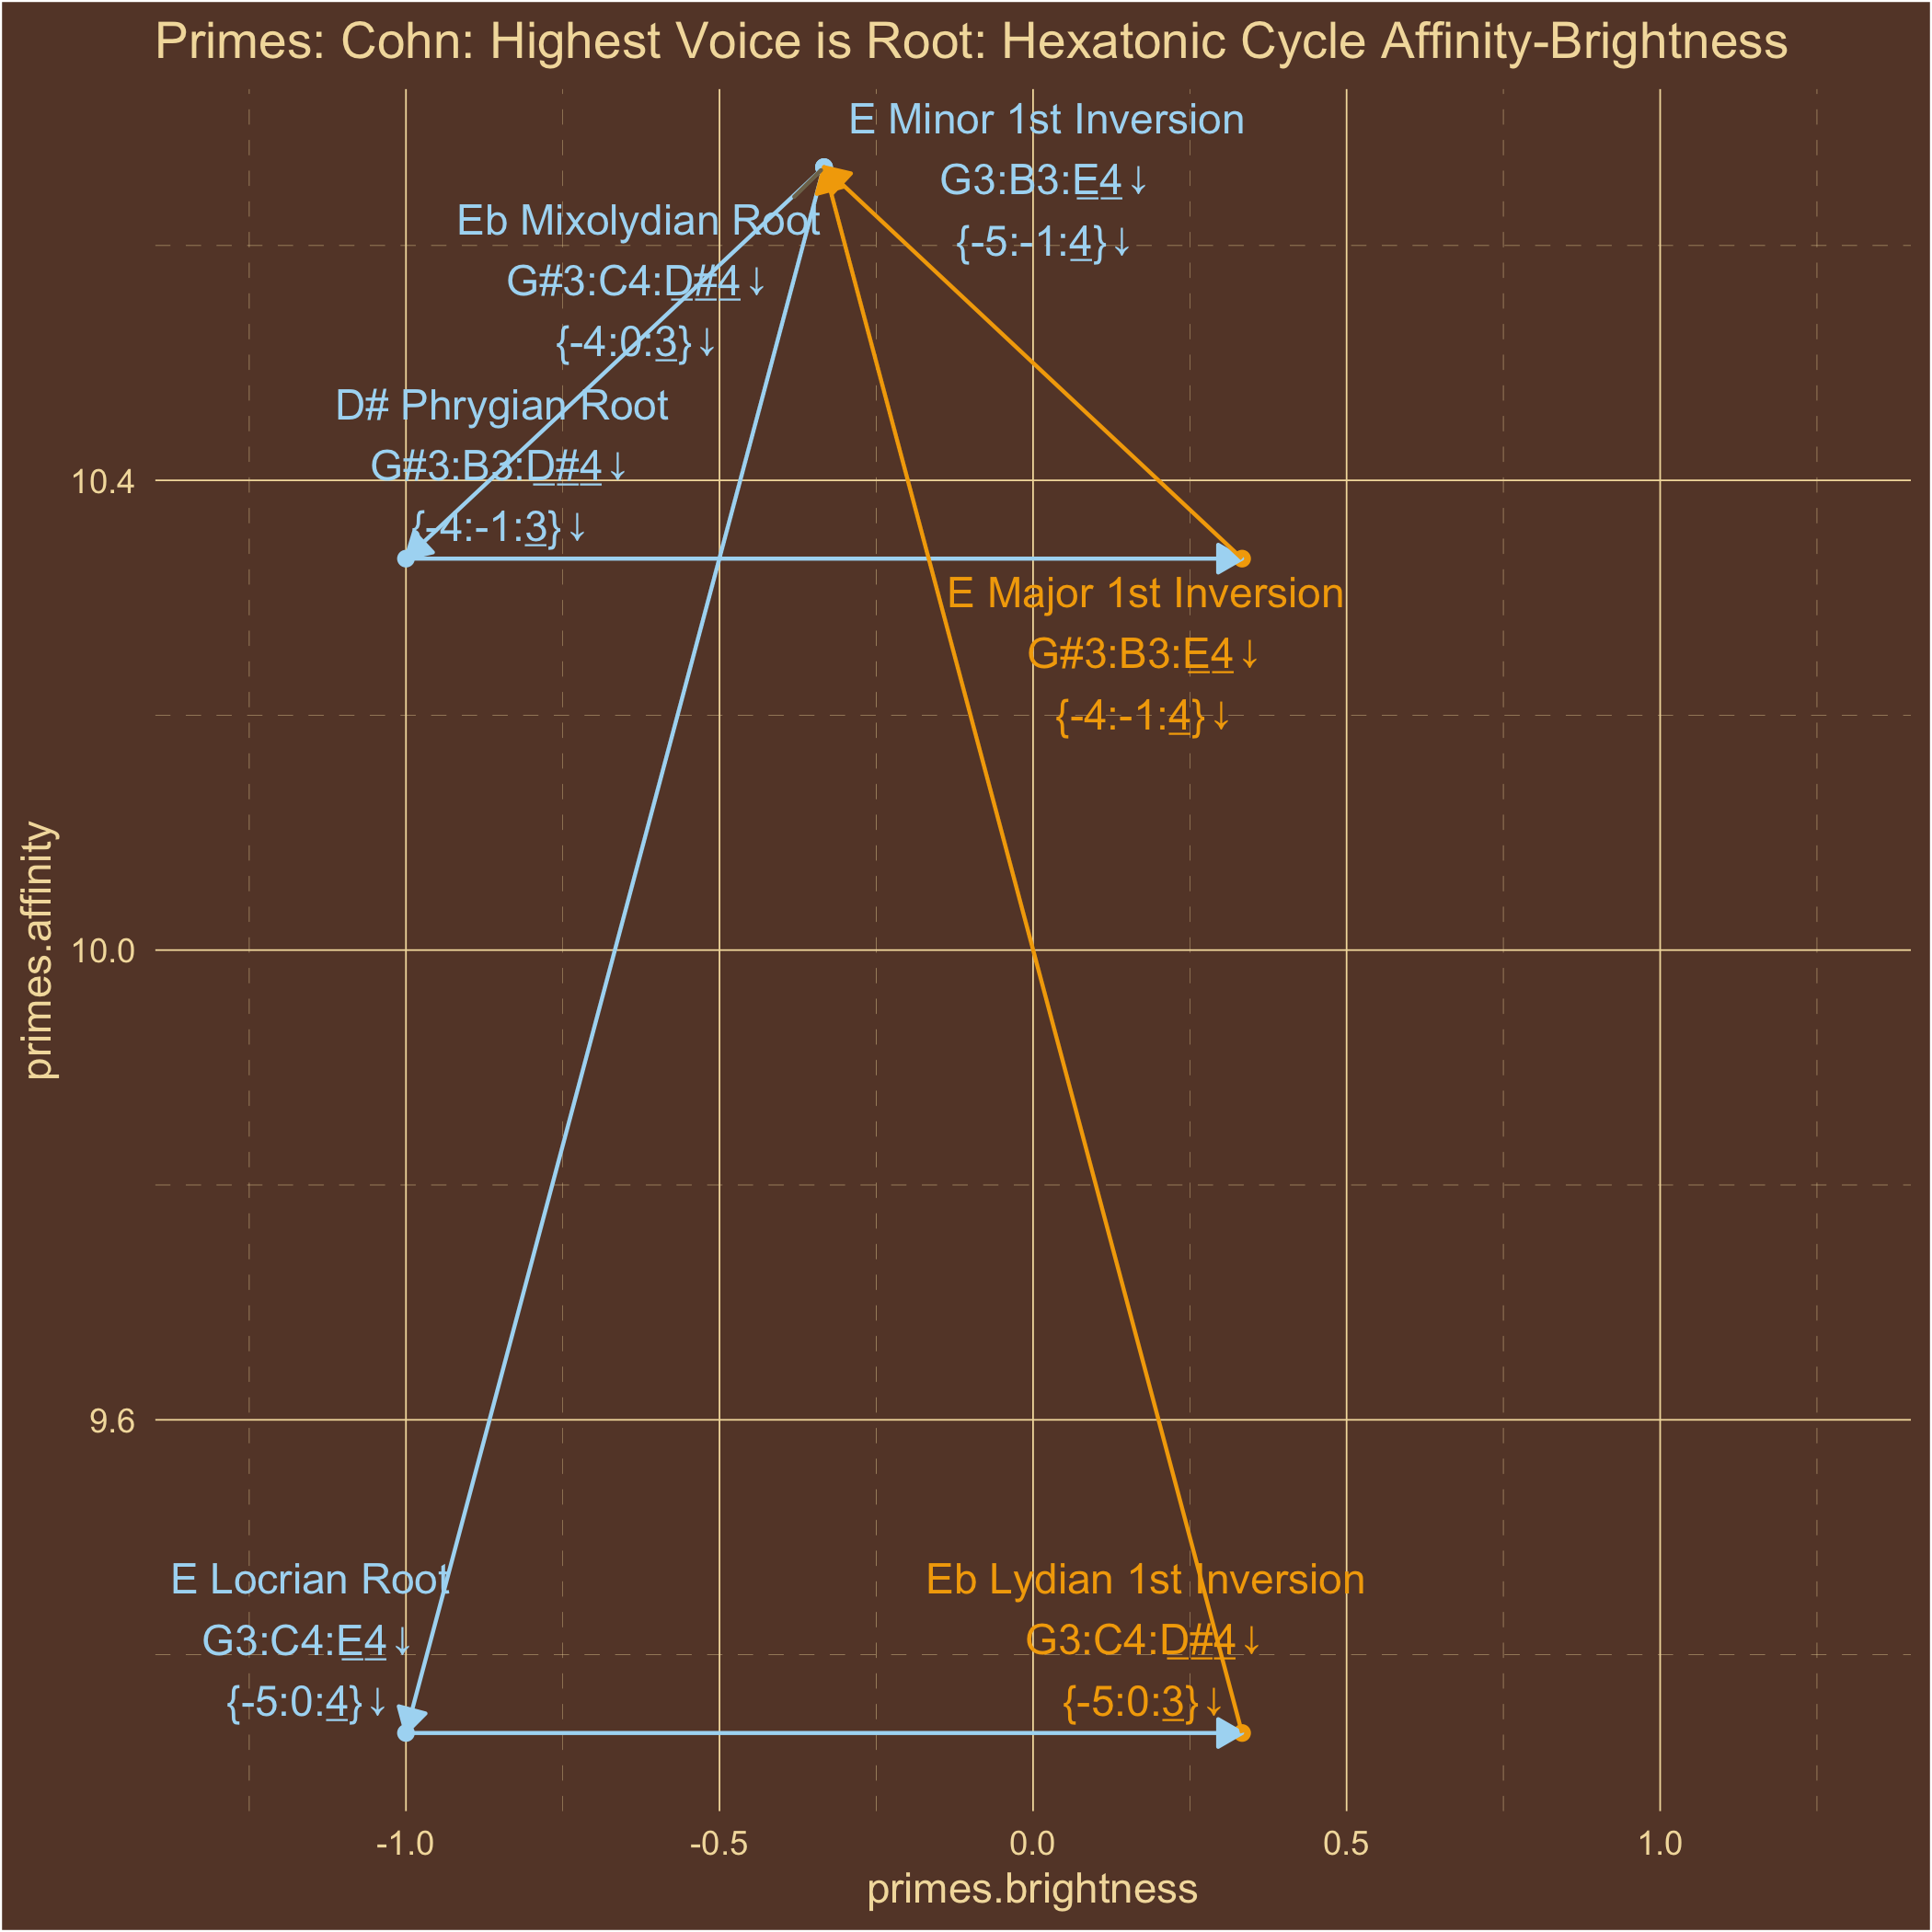 Primes: Cohn: Highest Voice is Root: Hexatonic Cycle Affinity-Brightness
E Minor 1st Inversion
G3:B3:E4↓
{-5:-1:4}↓
Eb Mixolydian Root
G#3:C4:D#4↓
{-4:0:3}↓
D# Phrygian Root
G#3:B3:D#4↓
{-4:-1:3}↓
E Major 1st Inversion
G#3:B3:E4↓
{-4:-1:4}↓
E Locrian Root
G3:C4:E4↓
{-5:0:4}↓
Eb Lydian 1st Inversion
G3:C4:D#4↓
{-5:0:3}↓
primes.affinity
10.4
10.0
9.6
-1.0
-0.5
0.0
0.5
1.0
primes.brightness